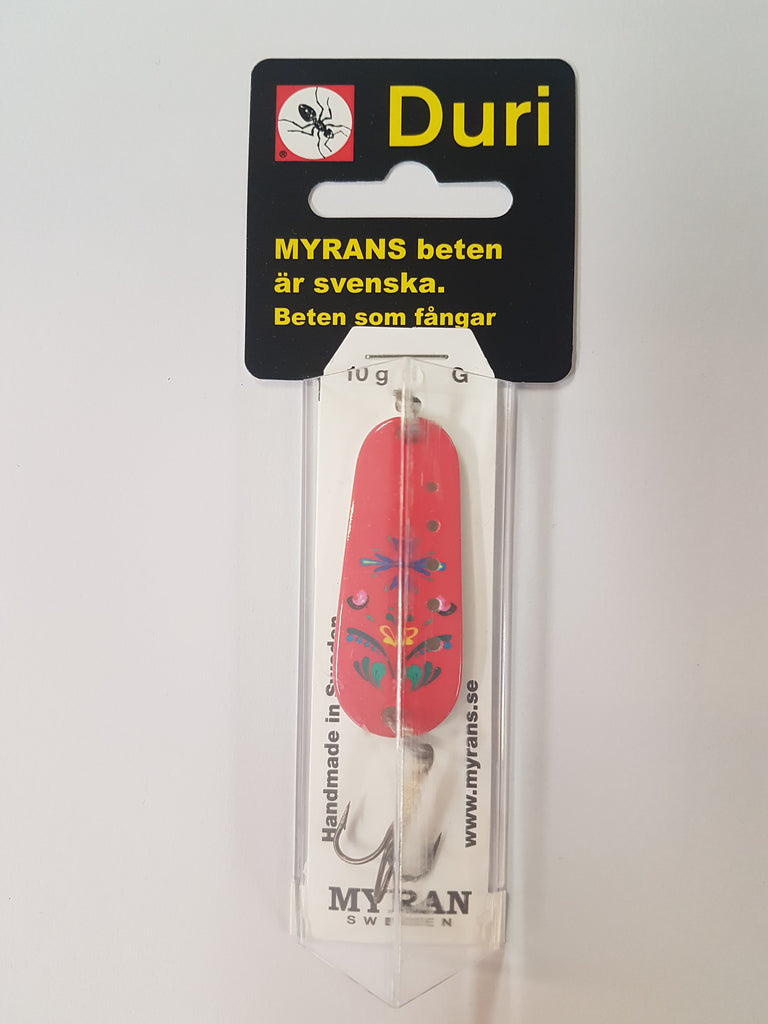 Duri
®
MYRANS beten
är svenska.
Beten som fångar
10 g G
Handmade in Sweden
www.myrans.se
MYRAN
SWEDEN